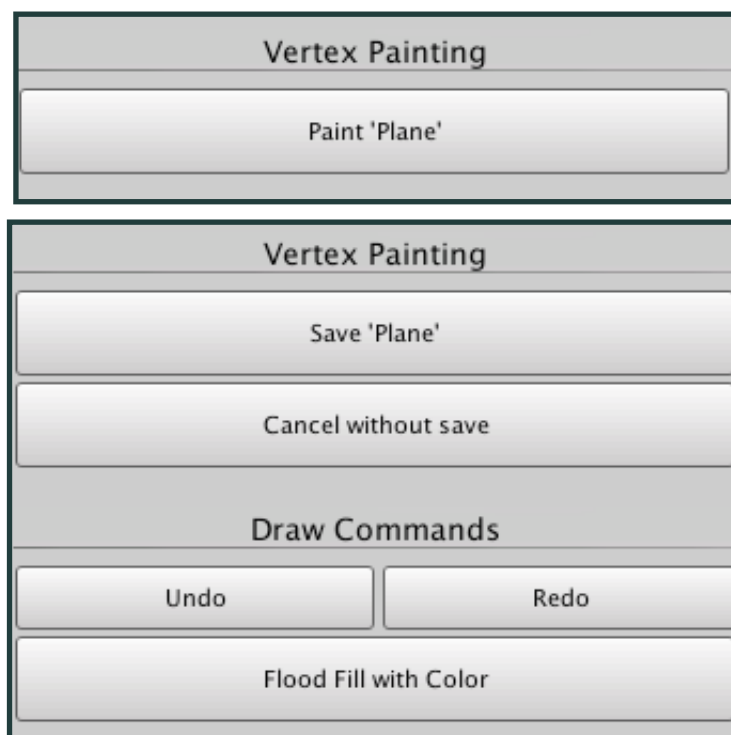 Vertex Painting
Paint 'Plane'
Vertex Painting
Save 'Plane'
Cancel without save
Draw Commands
Undo Redo
Flood Fill with Color